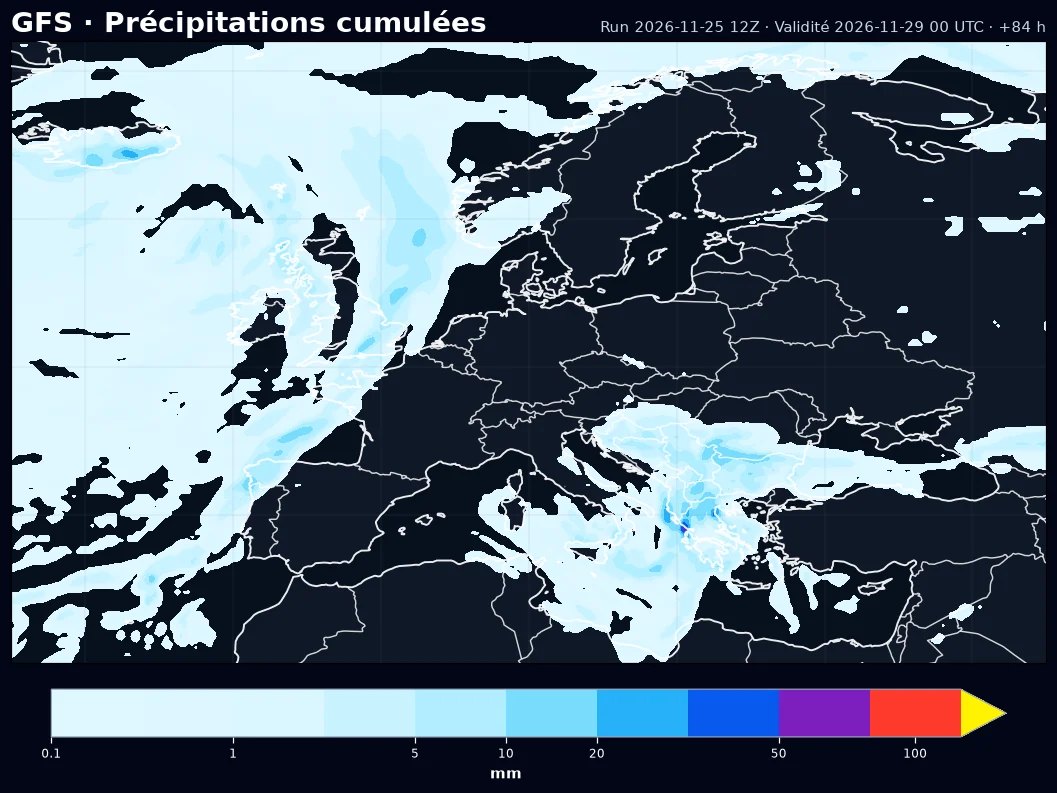 GFS · Précipitations cumulées
Run 2026-11-25 12Z · Validité 2026-11-29 00 UTC · +84 h
0.1 1 5 10 20 50 100
mm